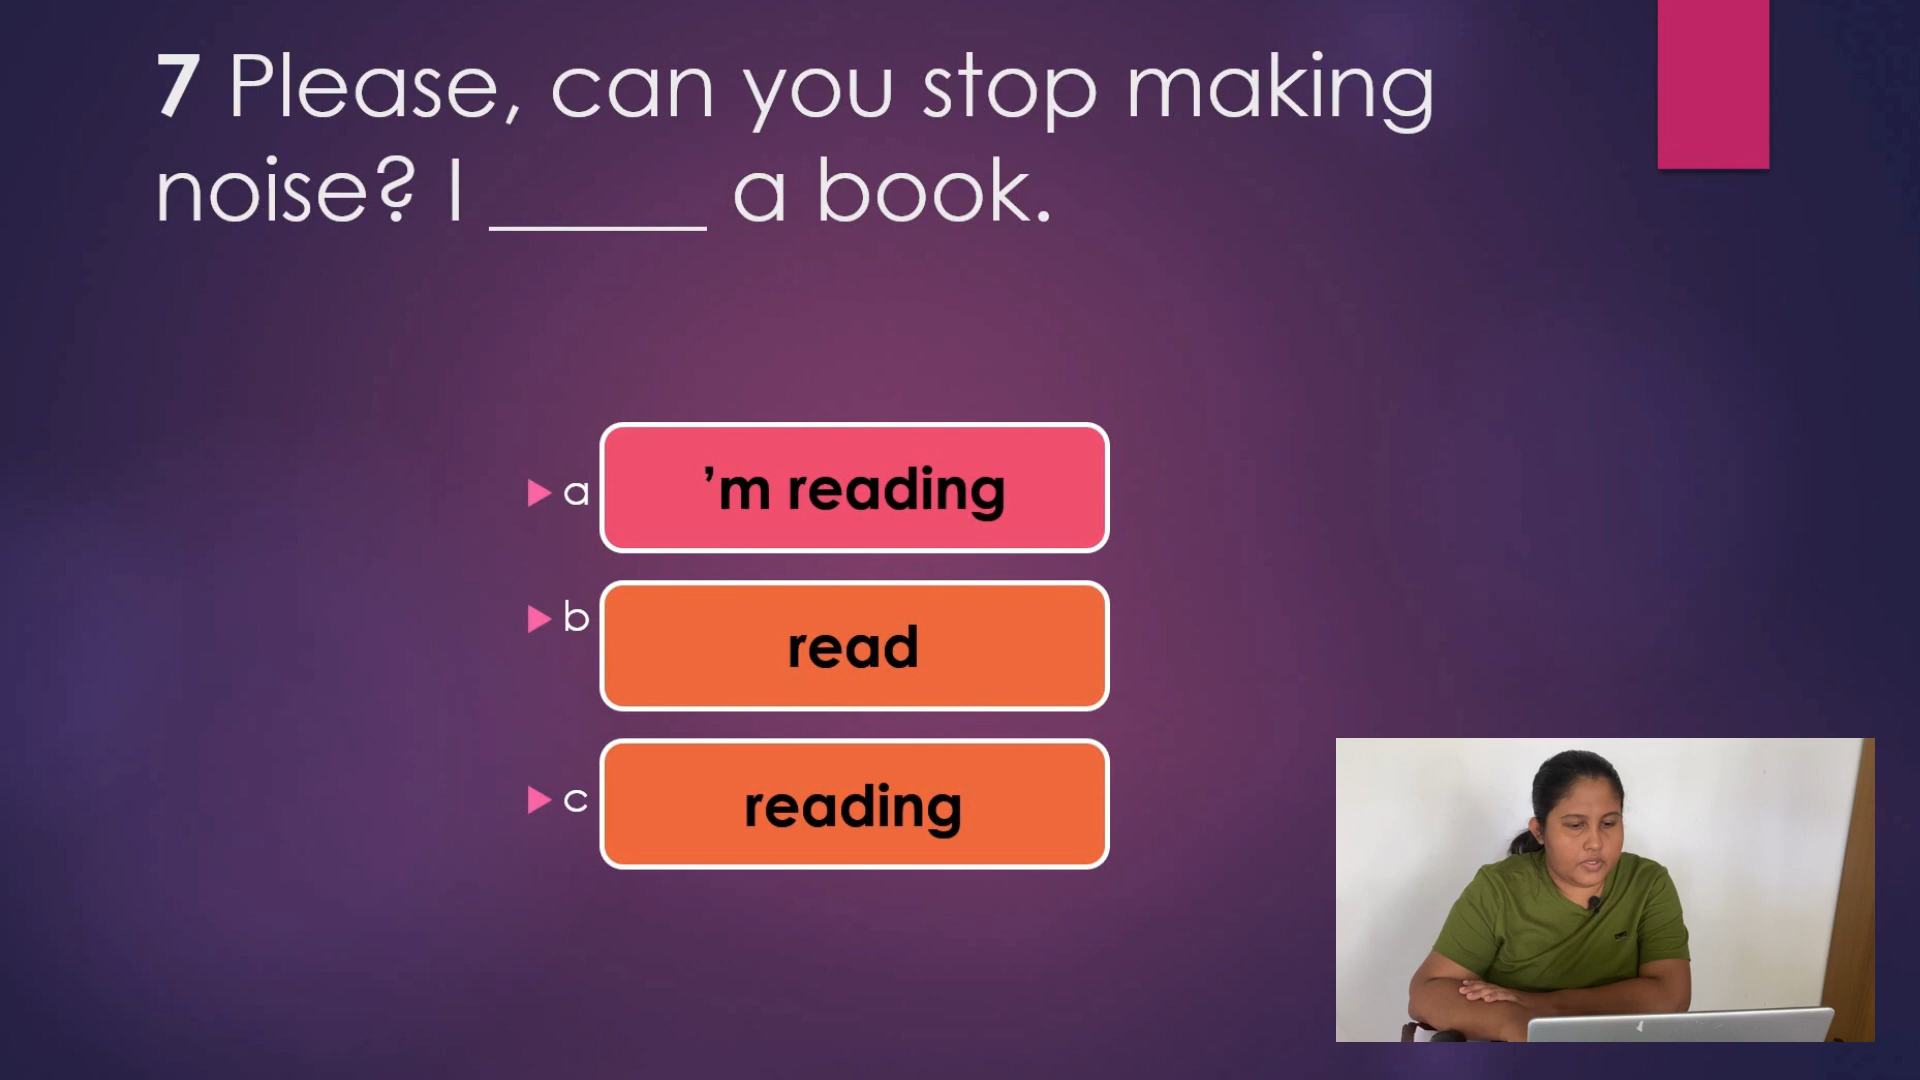 7 Please, can you stop making
noise? I _____ a book.
a
’m reading
b
read
c
reading